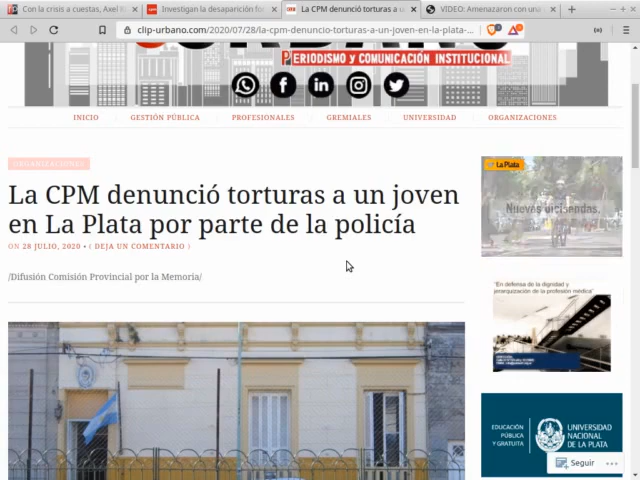 Con la crisis a cuestas, Axel K
Investigan la desaparición for
La CPM denunció torturas a u
VIDEO: Amenazaron con una
clip-urbano.com/2020/07/28/la-cpm-denuncio-torturas-a-un-joven-en-la-plata-...
PERIODISMO Y COMUNICACIÓN INSTITUCIONAL
INICIO
GESTIÓN PÚBLICA
PROFESIONALES
GREMIALES
UNIVERSIDAD
ORGANIZACIONES
ORGANIZACIONES
La CPM denunció torturas a un joven
en La Plata por parte de la policía
ON 28 JULIO, 2020 • ( DEJA UN COMENTARIO )
/Difusión Comisión Provincial por la Memoria/
La Plata
Nuevas bicisendas.
"En defensa de la dignidad y
jerarquización de la profesión médica"
EDUCACIÓN
PÚBLICA
Y GRATUITA
UNIVERSIDAD
NACIONAL
DE LA PLATA
Seguir